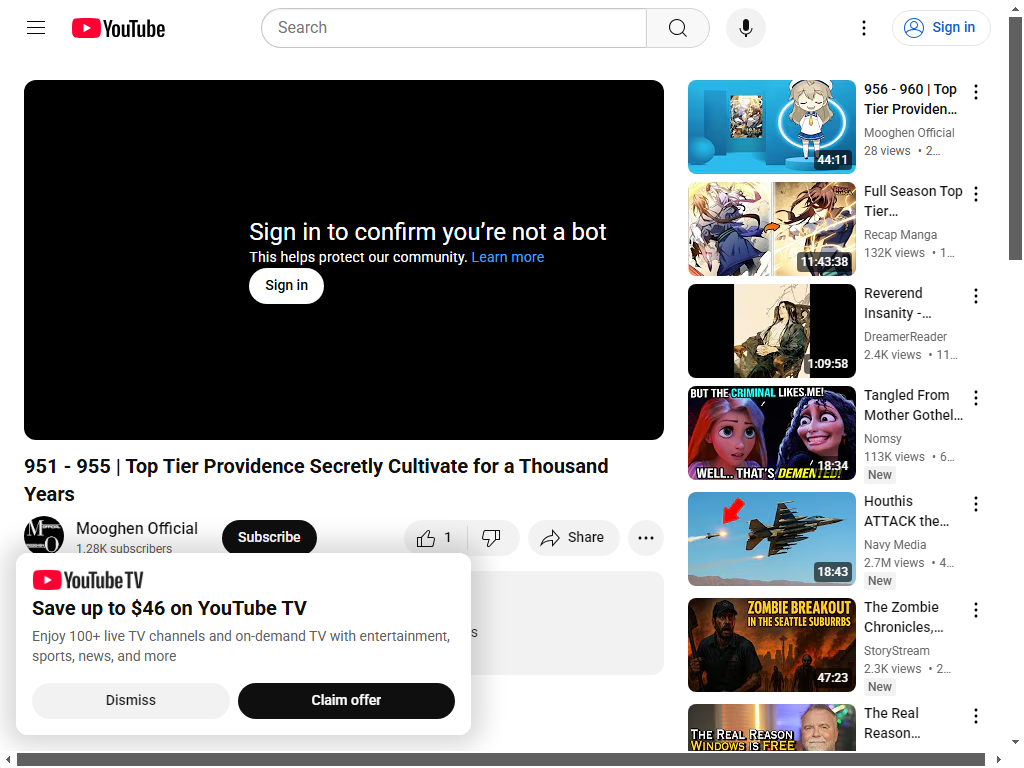 YouTube
Search
Sign in
Sign in to confirm you’re not a bot
This helps protect our community. Learn more
Sign in
951 - 955 | Top Tier Providence Secretly Cultivate for a Thousand
Years
Mooghen Official
1.28K subscribers
Subscribe
1
Share
YouTube TV
Save up to $46 on YouTube TV
Enjoy 100+ live TV channels and on-demand TV with entertainment,
sports, news, and more
Dismiss
Claim offer
44:11
956 - 960 | Top
Tier Providen...
Mooghen Official
28 views • 2...
11:43:38
Full Season Top
Tier...
Recap Manga
132K views • 1...
1:09:58
Reverend
Insanity -...
DreamerReader
2.4K views • 11...
BUT THE CRIMINAL LIKES ME!
WELL.. THAT'S DEMENTED!
18:34
Tangled From
Mother Gothel...
Nomsy
113K views • 6...
New
18:43
Houthis
ATTACK the...
Navy Media
2.7M views • 4...
New
ZOMBIE BREAKOUT
IN THE SEATTLE SUBURRBS
47:23
The Zombie
Chronicles,...
StoryStream
2.3K views • 2...
New
THE REAL REASON
WINDOWS IS FREE
The Real
Reason...